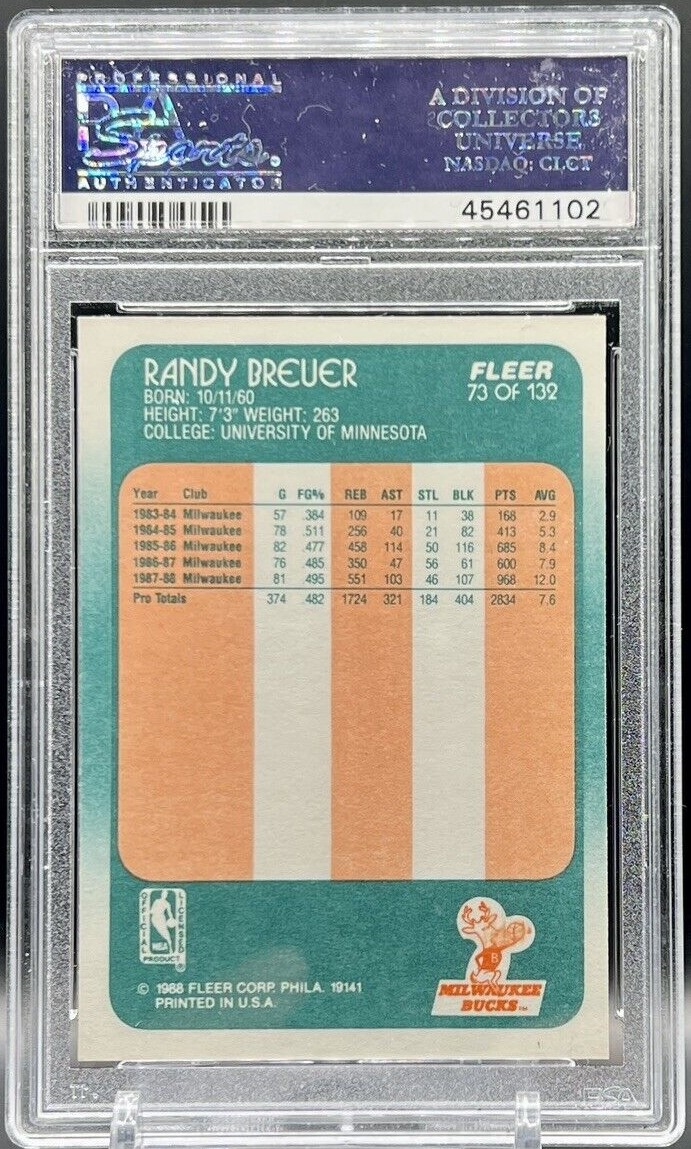 PROFESSIONAL
PSA
Sports.
AUTHENTICATOR
A DIVISION OF
COLLECTORS
UNIVERSE
NASDAQ: CLCT
45461102
RANDY BREUER
BORN: 10/11/60
HEIGHT: 7'3" WEIGHT: 263
COLLEGE: UNIVERSITY OF MINNESOTA
FLEER
73 OF 132
Year Club G FG% REB AST STL BLK PTS AVG
1983-84 Milwaukee 57 .384 109 17 11 38 168 2.9
1984-85 Milwaukee 78 .511 256 40 21 82 413 5.3
1985-86 Milwaukee 82 .477 458 114 50 116 685 8.4
1986-87 Milwaukee 76 .485 350 47 56 61 600 7.9
1987-88 Milwaukee 81 .495 551 103 46 107 968 12.0
Pro Totals 374 .482 1724 321 184 404 2834 7.6
OFFICIAL
LICENSED
NBA
PRODUCT
®
© 1988 FLEER CORP. PHILA. 19141
PRINTED IN U.S.A.
B
MILWAUKEE
BUCKS™